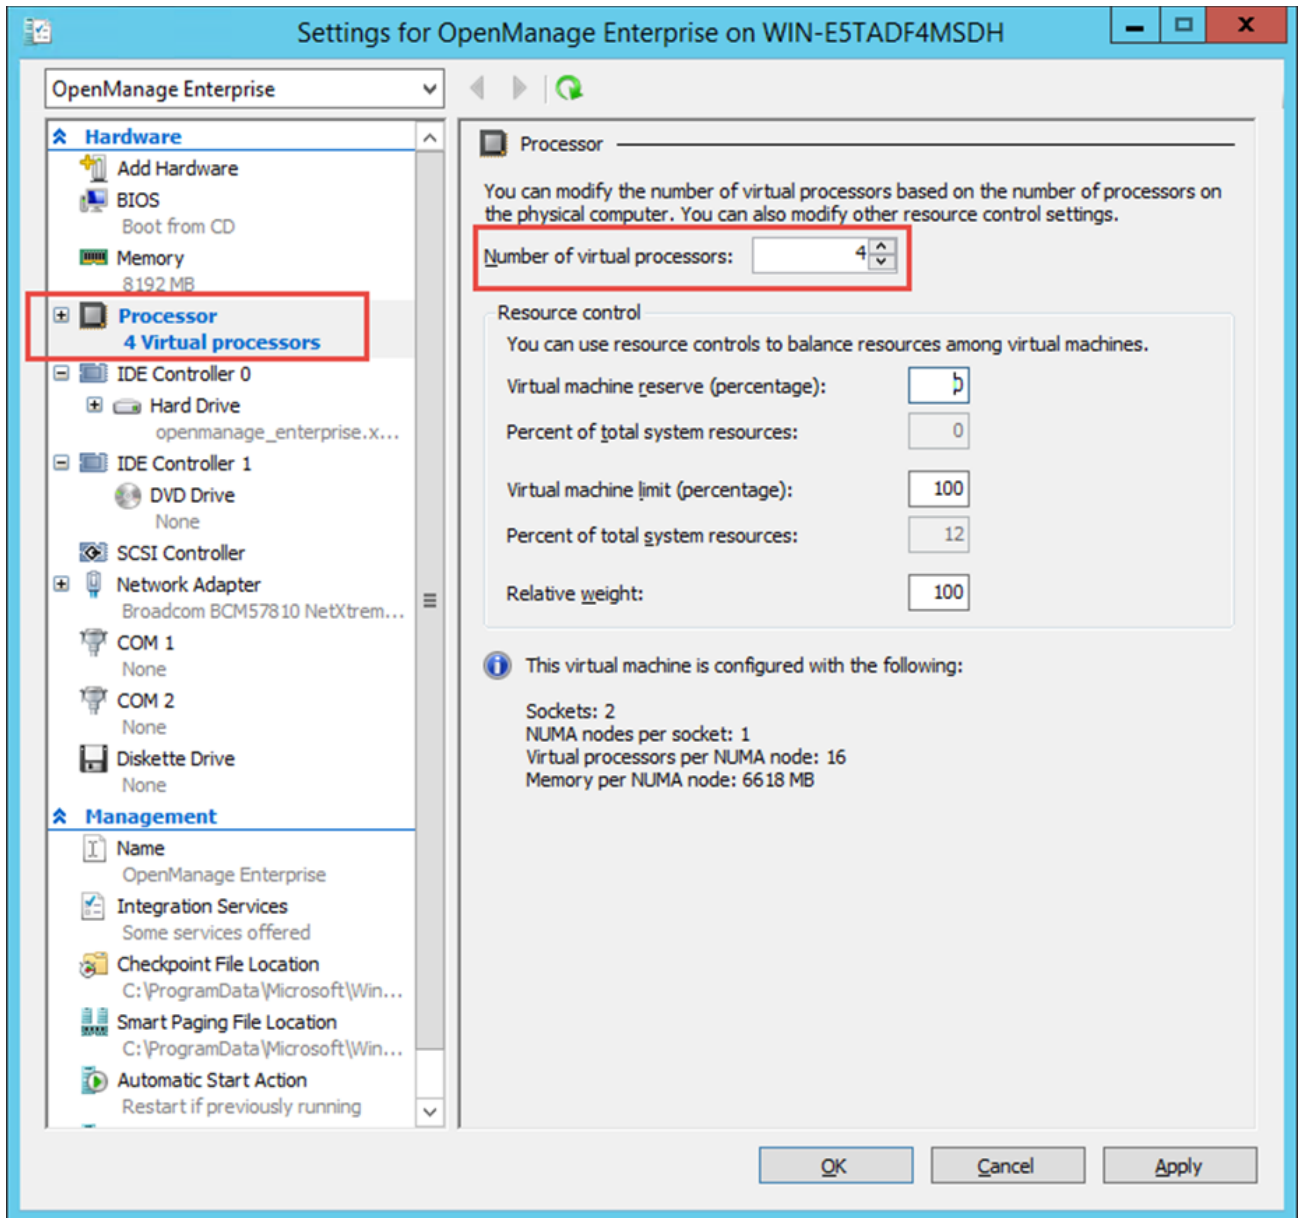 Settings for OpenManage Enterprise on WIN-E5TADF4MSDH
OpenManage Enterprise
Hardware
Add Hardware
BIOS
Boot from CD
Memory
8192 MB
Processor
4 Virtual processors
IDE Controller 0
Hard Drive
openmanage_enterprise.x...
IDE Controller 1
DVD Drive
None
SCSI Controller
Network Adapter
Broadcom BCM57810 NetXtrem...
COM 1
None
COM 2
None
Diskette Drive
None
Management
Name
OpenManage Enterprise
Integration Services
Some services offered
Checkpoint File Location
C:\ProgramData\Microsoft\Win...
Smart Paging File Location
C:\ProgramData\Microsoft\Win...
Automatic Start Action
Restart if previously running
Processor
You can modify the number of virtual processors based on the number of processors on
the physical computer. You can also modify other resource control settings.
Number of virtual processors: 4
Resource control
You can use resource controls to balance resources among virtual machines.
Virtual machine reserve (percentage): 0
Percent of total system resources: 0
Virtual machine limit (percentage): 100
Percent of total system resources: 12
Relative weight: 100
This virtual machine is configured with the following:
Sockets: 2
NUMA nodes per socket: 1
Virtual processors per NUMA node: 16
Memory per NUMA node: 6618 MB
OK Cancel Apply